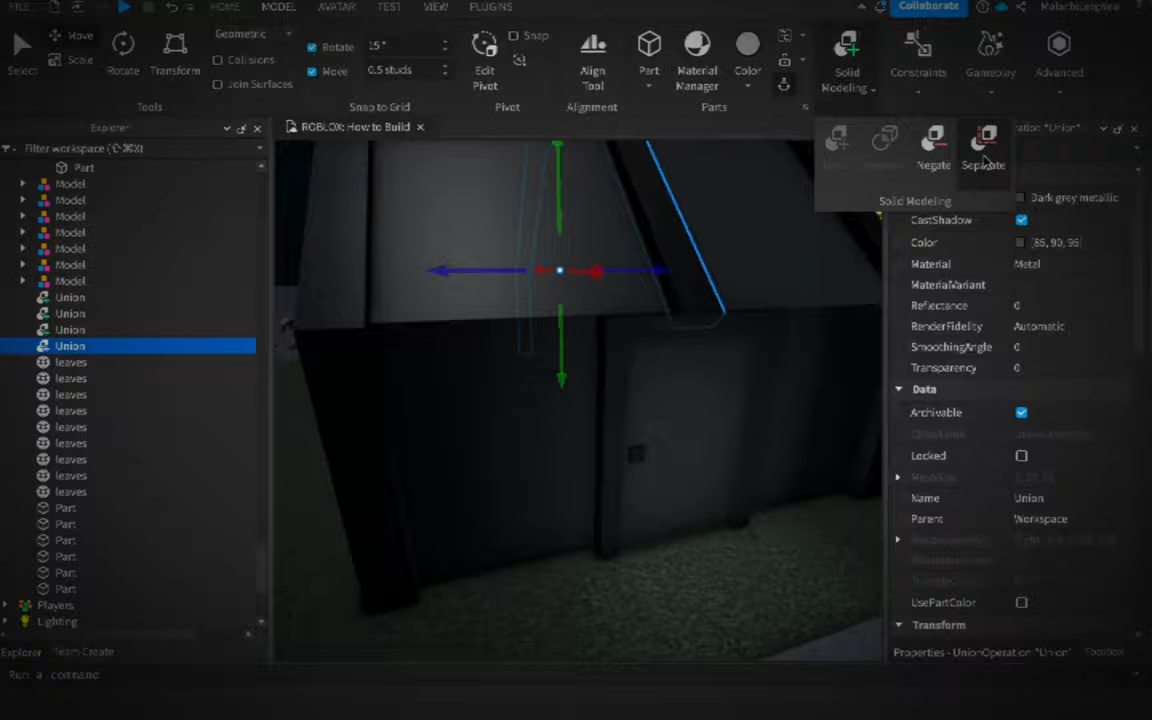 FILE HOME MODEL AVATAR TEST VIEW PLUGINS Collaborate
Select
Move
Scale
Rotate
Transform
Geometric
Collisions
Join Surfaces
Tools
Rotate 15°
Move 0.5 studs
Snap to Grid
Edit Pivot
Snap
Pivot
Align Tool
Alignment
Part
Material Manager
Color
Parts
Solid Modeling
Constraints
Gameplay
Advanced
Negate
Separate
Solid Modeling
Explorer
Filter workspace (⇧⌘X)
Part
Model
Model
Model
Model
Model
Model
Model
Union
Union
Union
Union
leaves
leaves
leaves
leaves
leaves
leaves
leaves
leaves
leaves
Part
Part
Part
Part
Part
Part
Players
Lighting
Explorer Team Create
Run a command
ROBLOX: How to Build
"Union"
Dark grey metallic
CastShadow
Color
Material Metal
MaterialVariant
Reflectance 0
RenderFidelity Automatic
SmoothingAngle 0
Transparency 0
Data
Archivable
Locked
Name Union
Parent Workspace
UsePartColor
Transform
Properties - UnionOperation "Union" Toolbox